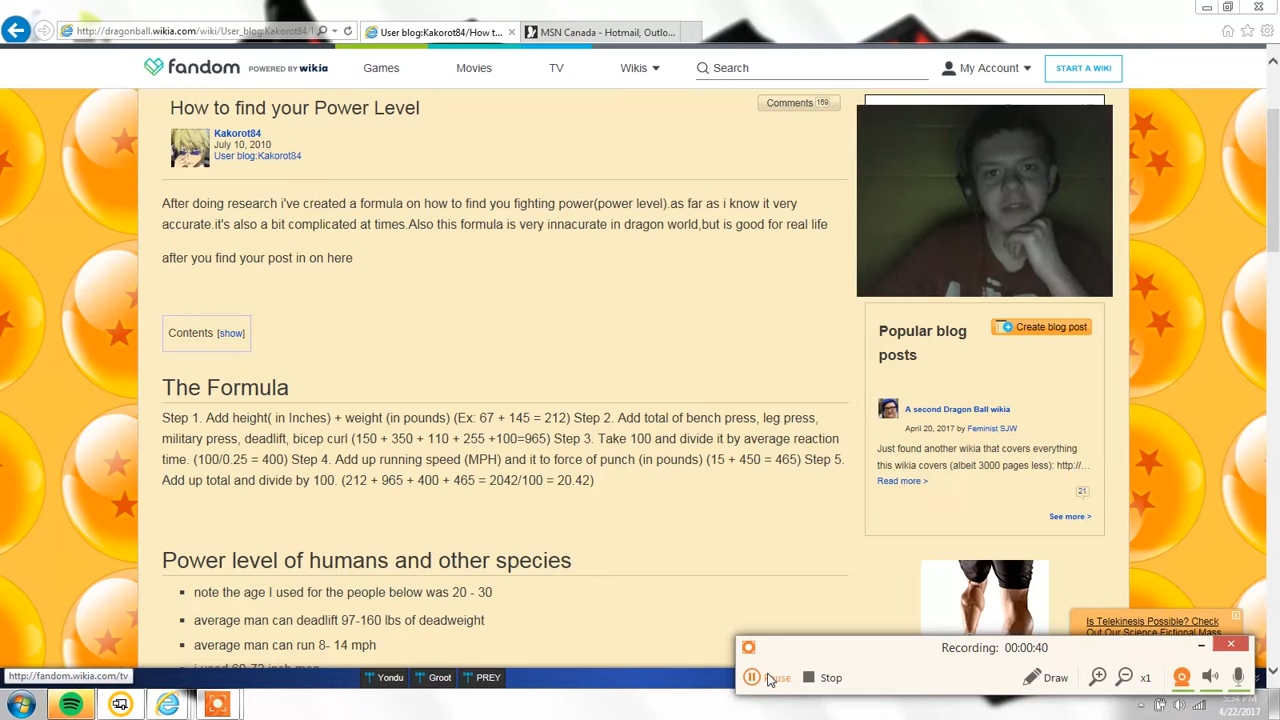 http://dragonball.wikia.com/wiki/User_blog:Kakorot84/
User blog:Kakorot84/How t...
MSN Canada - Hotmail, Outlo...
fandom POWERED BY wikia
Games
Movies
TV
Wikis
Search
My Account
START A WIKI
How to find your Power Level
Comments 169
Kakorot84
July 10, 2010
User blog:Kakorot84
After doing research i've created a formula on how to find you fighting power(power level).as far as i know it very
accurate.it's also a bit complicated at times.Also this formula is very innacurate in dragon world,but is good for real life
after you find your post in on here
Contents [show]
The Formula
Step 1. Add height( in Inches) + weight (in pounds) (Ex: 67 + 145 = 212) Step 2. Add total of bench press, leg press,
military press, deadlift, bicep curl (150 + 350 + 110 + 255 +100=965) Step 3. Take 100 and divide it by average reaction
time. (100/0.25 = 400) Step 4. Add up running speed (MPH) and it to force of punch (in pounds) (15 + 450 = 465) Step 5.
Add up total and divide by 100. (212 + 965 + 400 + 465 = 2042/100 = 20.42)
Power level of humans and other species
note the age I used for the people below was 20 - 30
average man can deadlift 97-160 lbs of deadweight
average man can run 8- 14 mph
Popular blog
posts
Create blog post
A second Dragon Ball wikia
April 20, 2017 by Feminist SJW
Just found another wikia that covers everything
this wikia covers (albeit 3000 pages less): http:/...
Read more >
21
See more >
Is Telekinesis Possible? Check
Out Our Science Fictional Mass
Recording: 00:00:40
Pause
Stop
Draw
x1
http://fandom.wikia.com/tv
Yondu
Groot
PREY
5:34 PM
4/22/2017